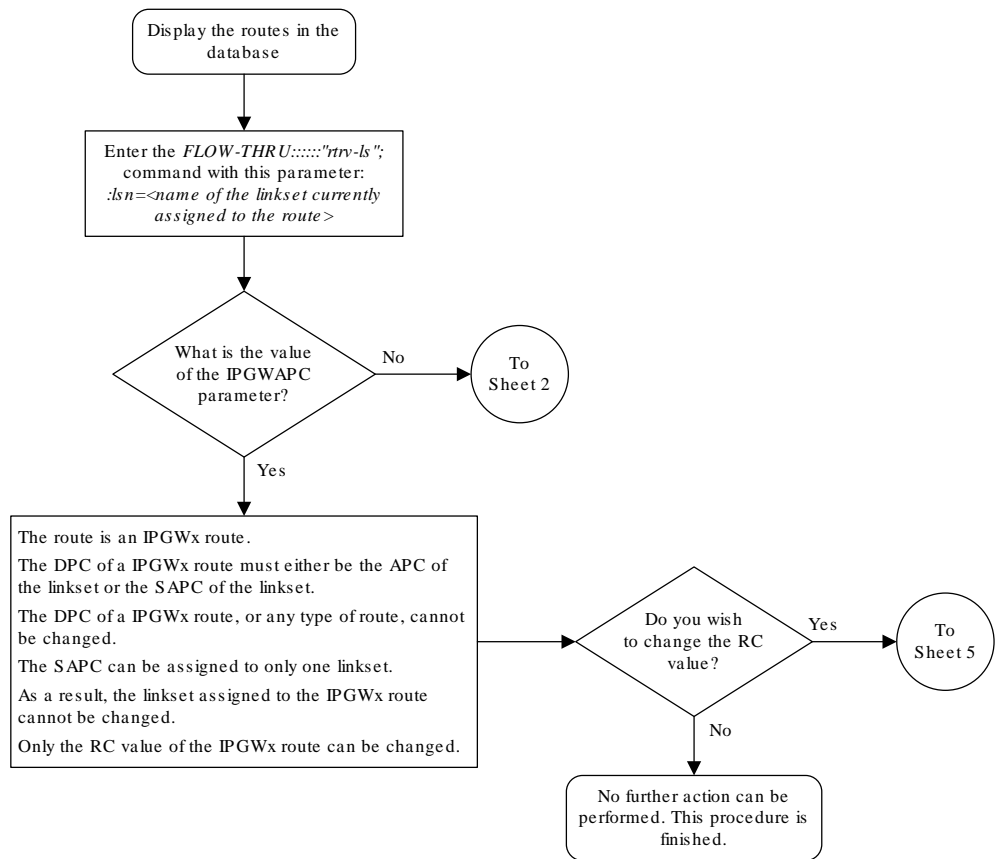 Display the routes in the
database
Enter the FLOW-THRU::::::"rtrv-ls";
command with this parameter:
:lsn=<name of the linkset currently
assigned to the route>
What is the value
of the IPGWAPC
parameter?
No
To
Sheet 2
Yes
The route is an IPGWx route.
The DPC of a IPGWx route must either be the APC of
the linkset or the SAPC of the linkset.
The DPC of a IPGWx route, or any type of route, cannot
be changed.
The SAPC can be assigned to only one linkset.
As a result, the linkset assigned to the IPGWx route
cannot be changed.
Only the RC value of the IPGWx route can be changed.
Do you wish
to change the RC
value?
Yes
To
Sheet 5
No
No further action can be
performed. This procedure is
finished.